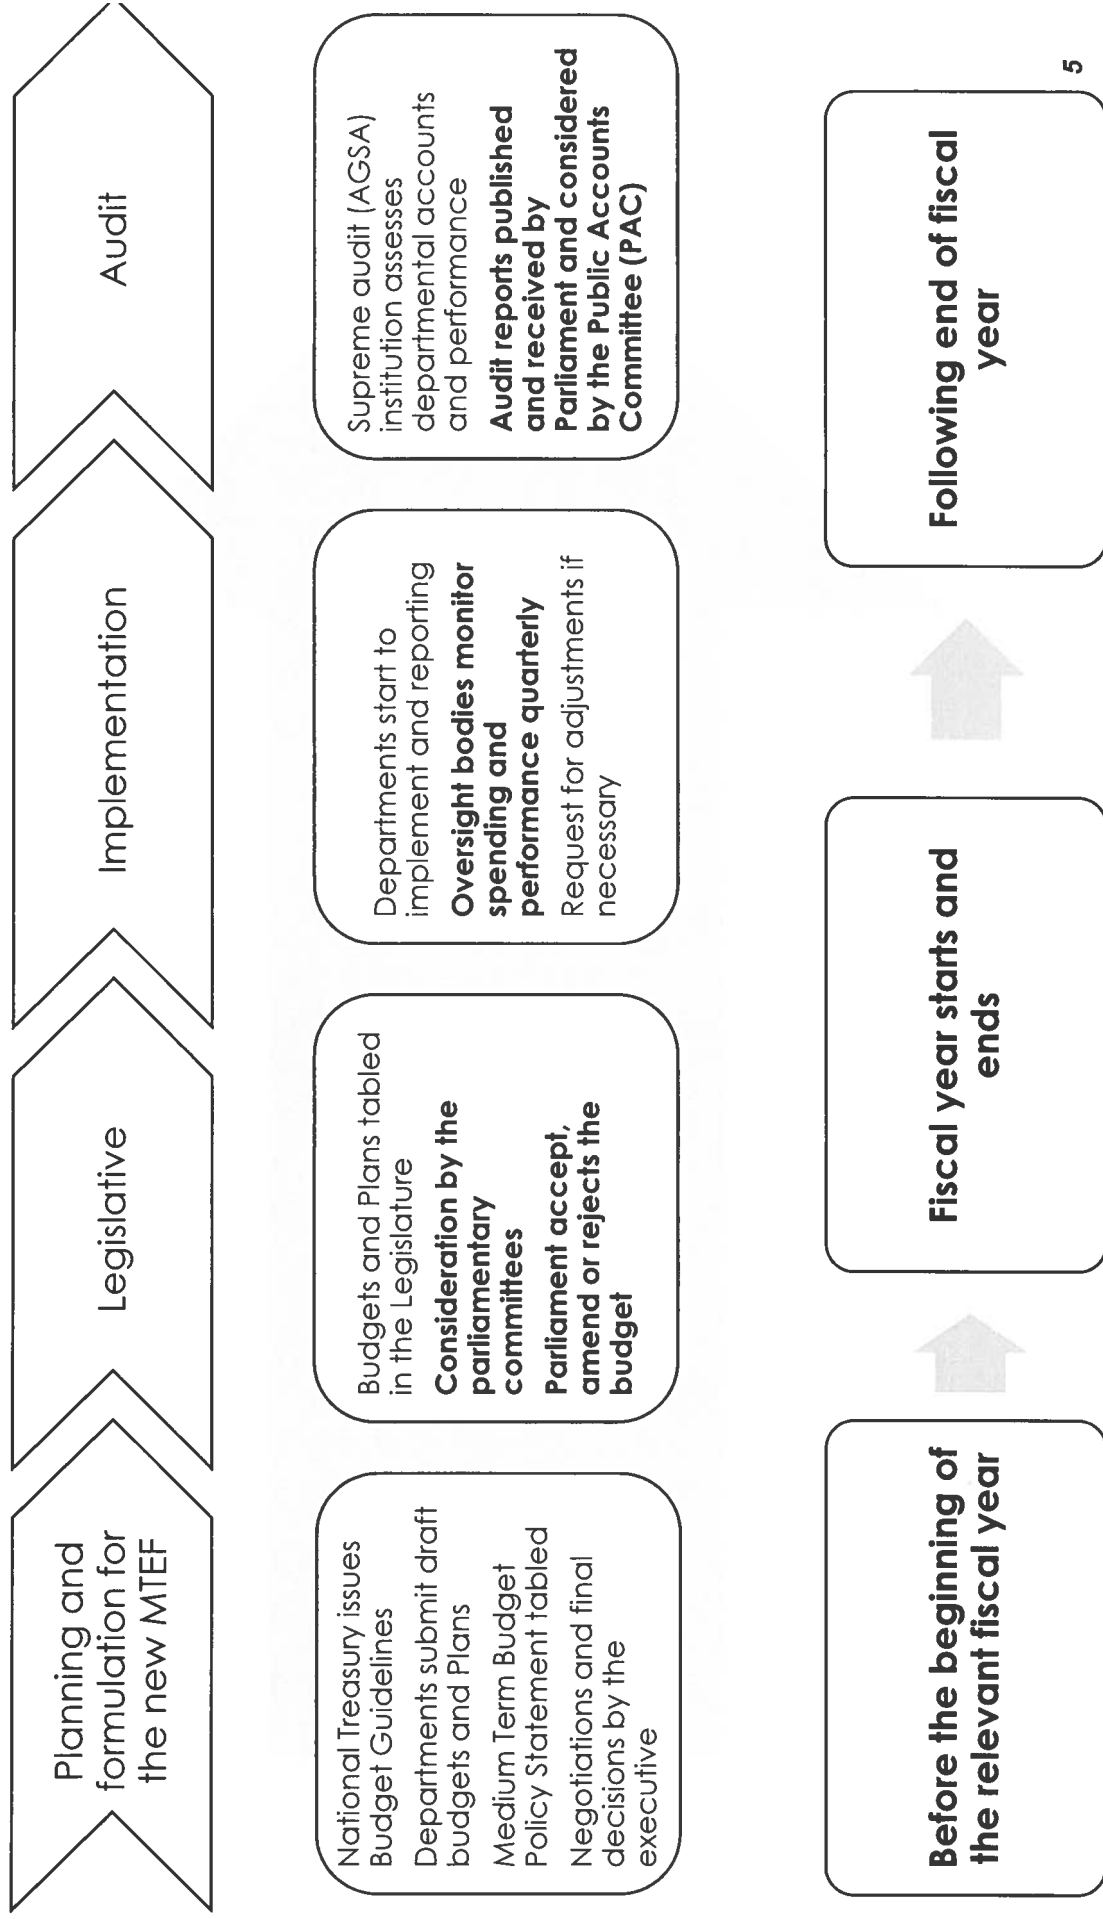 Planning and
formulation for
the new MTEF
Legislative
Implementation
Audit
National Treasury issues
Budget Guidelines
Departments submit draft
budgets and Plans
Medium Term Budget
Policy Statement tabled
Negotiations and final
decisions by the
executive
Budgets and Plans tabled
in the Legislature
Consideration by the
parliamentary
committees
Parliament accept,
amend or rejects the
budget
Departments start to
implement and reporting
Oversight bodies monitor
spending and
performance quarterly
Request for adjustments if
necessary
Supreme audit (AGSA)
institution assesses
departmental accounts
and performance
Audit reports published
and received by
Parliament and considered
by the Public Accounts
Committee (PAC)
Before the beginning of
the relevant fiscal year
Fiscal year starts and
ends
Following end of fiscal
year
5